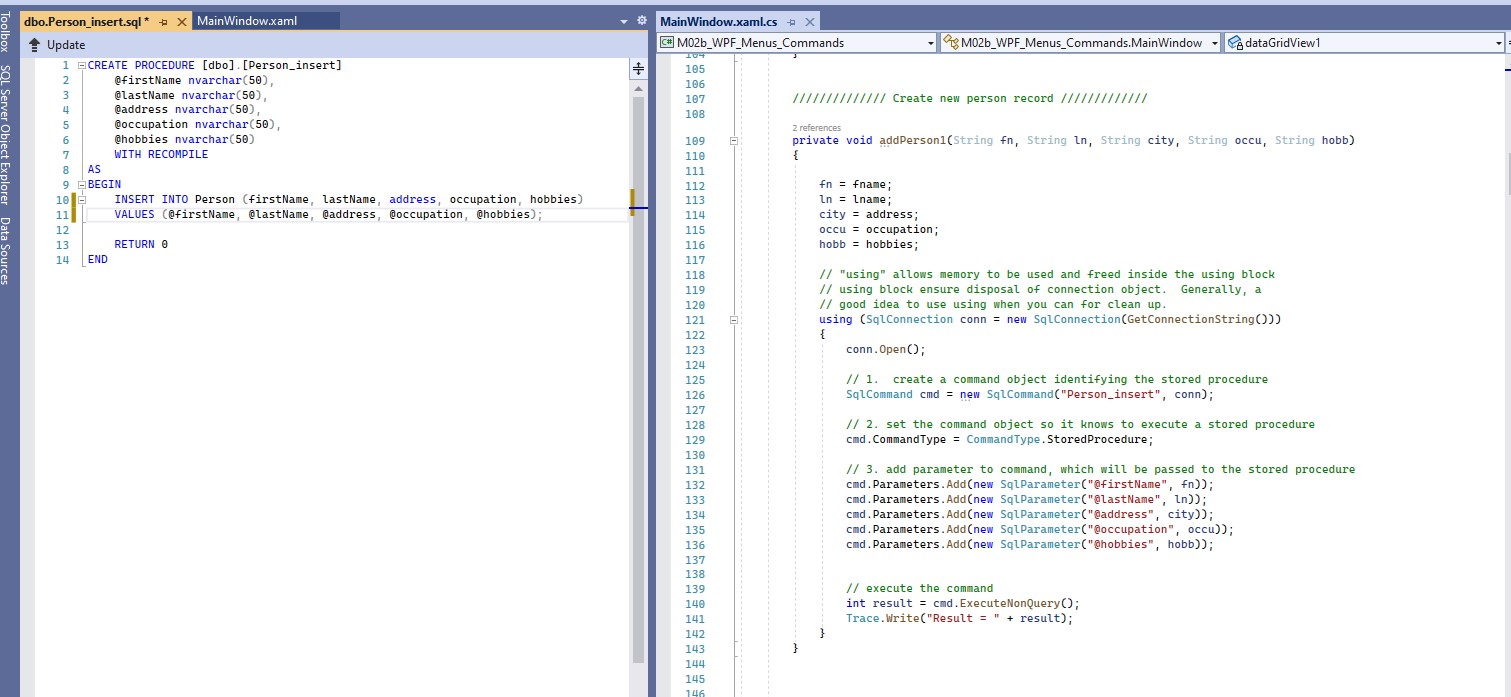 Toolbox
SQL Server Object Explorer
Data Sources
dbo.Person_insert.sql *
MainWindow.xaml
Update
1 CREATE PROCEDURE [dbo].[Person_insert]
2 @firstName nvarchar(50),
3 @lastName nvarchar(50),
4 @address nvarchar(50),
5 @occupation nvarchar(50),
6 @hobbies nvarchar(50)
7 WITH RECOMPILE
8 AS
9 BEGIN
10 INSERT INTO Person (firstName, lastName, address, occupation, hobbies)
11 VALUES (@firstName, @lastName, @address, @occupation, @hobbies);
12
13 RETURN 0
14 END
MainWindow.xaml.cs
M02b_WPF_Menus_Commands
M02b_WPF_Menus_Commands.MainWindow
dataGridView1
104 }
105
106
107 ////////////// Create new person record /////////////
108
2 references
109 private void addPerson1(String fn, String ln, String city, String occu, String hobb)
110 {
111
112 fn = fname;
113 ln = lname;
114 city = address;
115 occu = occupation;
116 hobb = hobbies;
117
118 // "using" allows memory to be used and freed inside the using block
119 // using block ensure disposal of connection object.  Generally, a
120 // good idea to use using when you can for clean up.
121 using (SqlConnection conn = new SqlConnection(GetConnectionString()))
122 {
123 conn.Open();
124
125 // 1.  create a command object identifying the stored procedure
126 SqlCommand cmd = new SqlCommand("Person_insert", conn);
127
128 // 2. set the command object so it knows to execute a stored procedure
129 cmd.CommandType = CommandType.StoredProcedure;
130
131 // 3. add parameter to command, which will be passed to the stored procedure
132 cmd.Parameters.Add(new SqlParameter("@firstName", fn));
133 cmd.Parameters.Add(new SqlParameter("@lastName", ln));
134 cmd.Parameters.Add(new SqlParameter("@address", city));
135 cmd.Parameters.Add(new SqlParameter("@occupation", occu));
136 cmd.Parameters.Add(new SqlParameter("@hobbies", hobb));
137
138
139 // execute the command
140 int result = cmd.ExecuteNonQuery();
141 Trace.Write("Result = " + result);
142 }
143 }
144
145
146